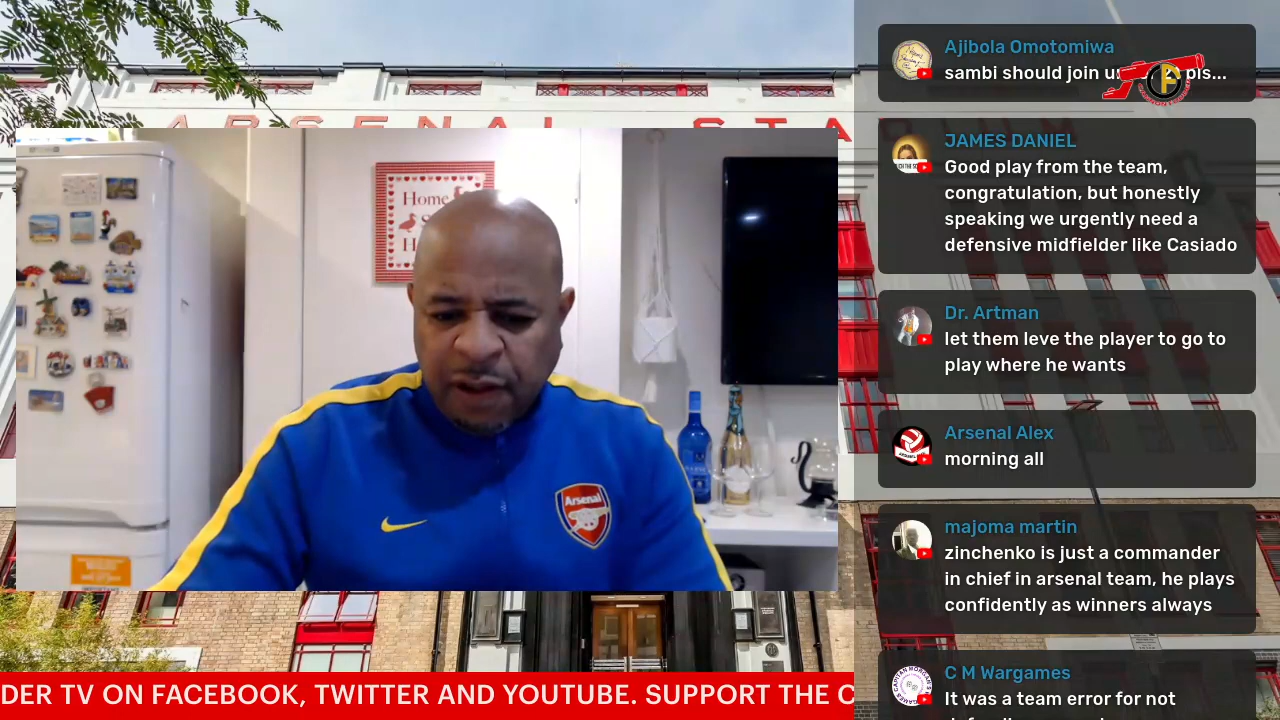 ARSENAL STA
Home
S
H
Arsenal
DER TV ON FACEBOOK, TWITTER AND YOUTUBE. SUPPORT THE C
Ajibola Omotomiwa
sambi should join
JAMES DANIEL
Good play from the team,
congratulation, but honestly
speaking we urgently need a
defensive midfielder like Casiado
Dr. Artman
let them leve the player to go to
play where he wants
Arsenal Alex
morning all
majoma martin
zinchenko is just a commander
in chief in arsenal team, he plays
confidently as winners always
C M Wargames
It was a team error for not